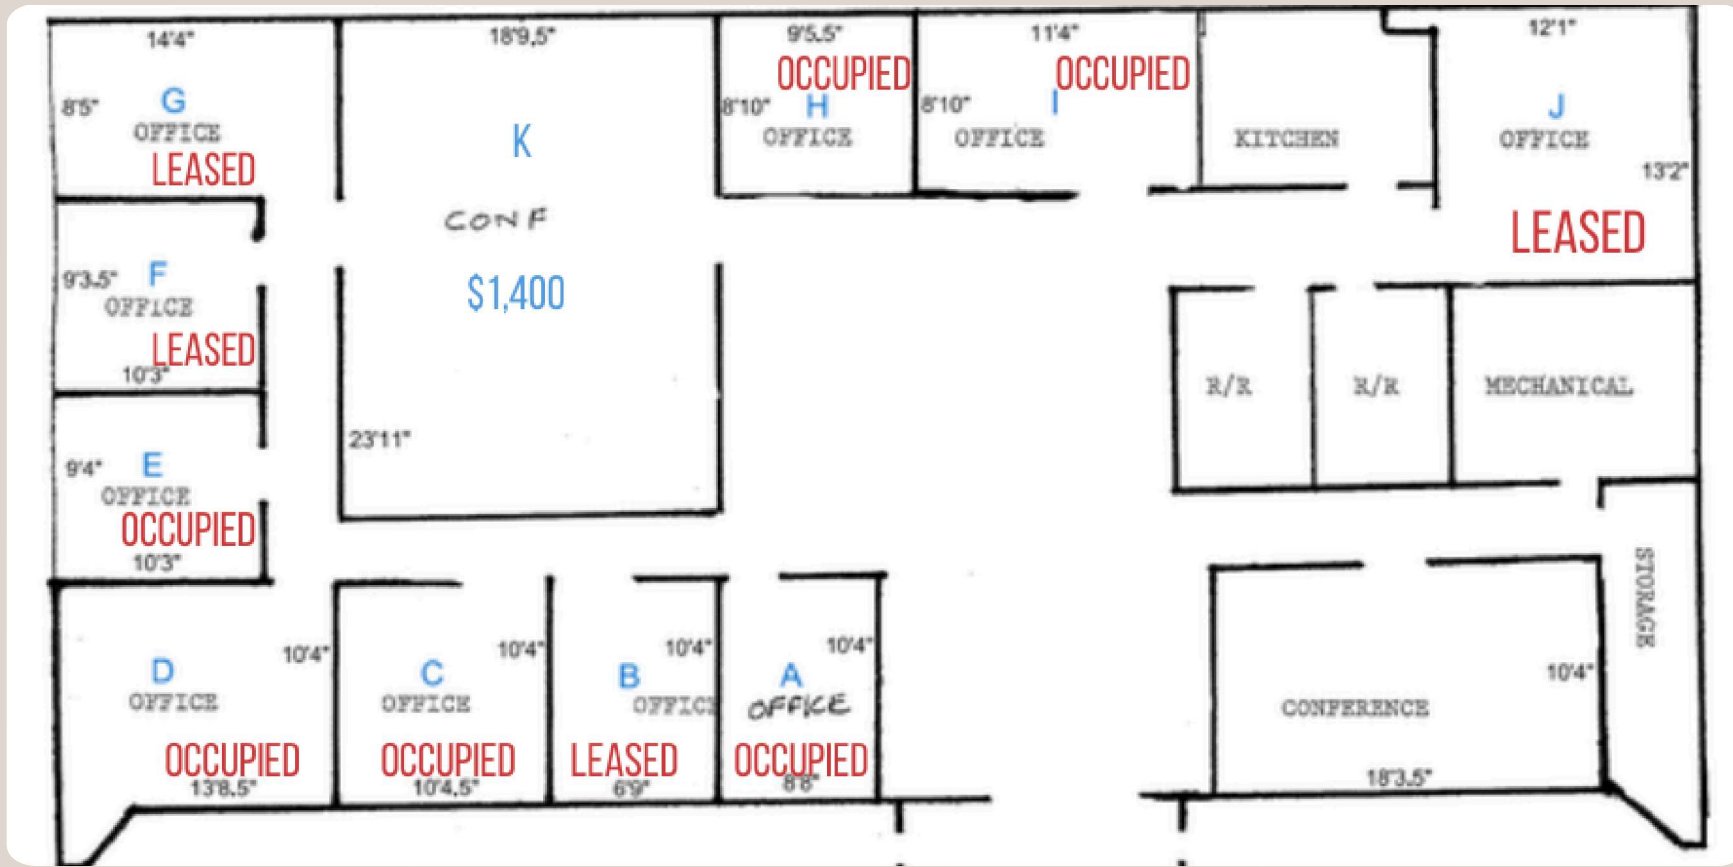 14'4"
8'5"
G
OFFICE
LEASED
18'9.5"
K
CONF
$1,400
23'11"
9'5.5"
OCCUPIED
8'10"
H
OFFICE
11'4"
OCCUPIED
8'10"
I
OFFICE
KITCHEN
12'1"
J
OFFICE
13'2"
LEASED
9'3.5"
F
OFFICE
LEASED
10'3"
R/R
R/R
MECHANICAL
9'4"
E
OFFICE
OCCUPIED
10'3"
STORAGE
10'4"
D
OFFICE
OCCUPIED
13'8.5"
10'4"
C
OFFICE
OCCUPIED
10'4.5"
10'4"
B
OFFICE
LEASED
6'9"
10'4"
A
OFFICE
OCCUPIED
8'8"
10'4"
CONFERENCE
18'3.5"